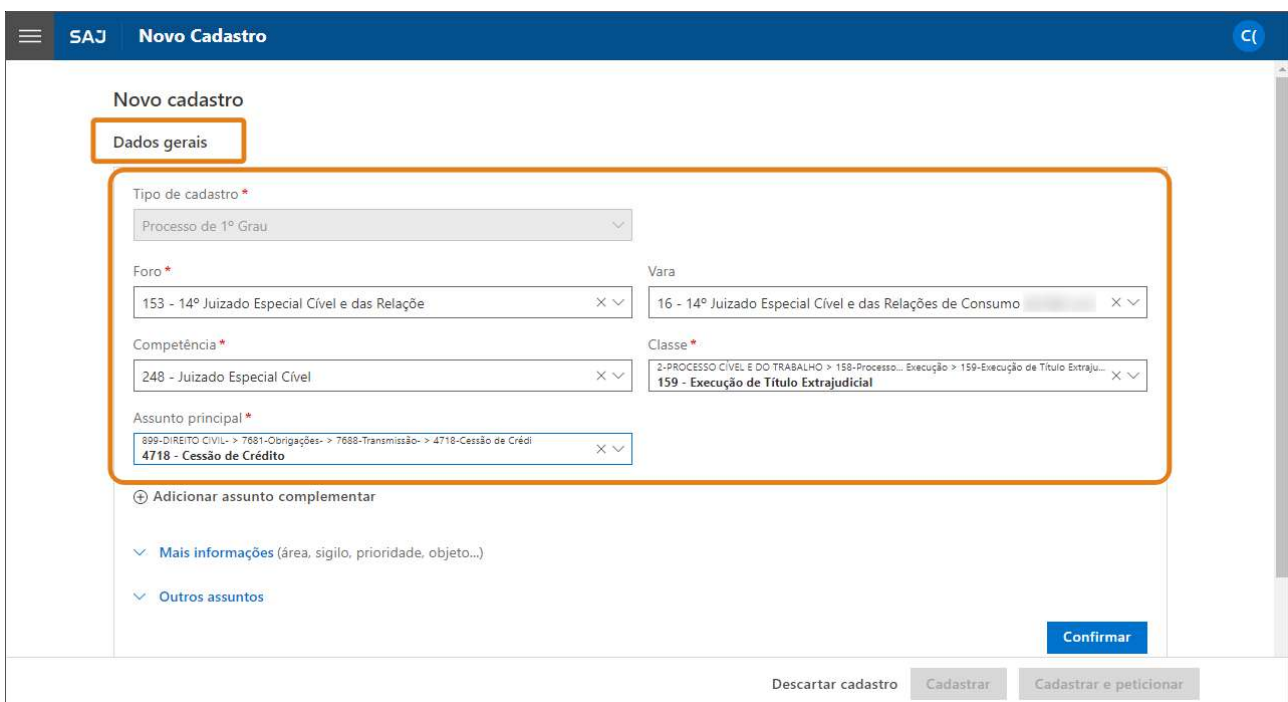 SAJ Novo Cadastro C(
Novo cadastro
Dados gerais
Tipo de cadastro *
Processo de 1º Grau
Foro * Vara
153 - 14º Juizado Especial Cível e das Relaçõe 16 - 14º Juizado Especial Cível e das Relações de Consumo
Competência * Classe *
248 - Juizado Especial Cível 2-PROCESSO CÍVEL E DO TRABALHO > 158-Processo... Execução > 159-Execução de Título Extraju...
159 - Execução de Título Extrajudicial
Assunto principal *
899-DIREITO CIVIL- > 7681-Obrigações- > 7688-Transmissão- > 4718-Cessão de Crédi
4718 - Cessão de Crédito
Adicionar assunto complementar
Mais informações (área, sigilo, prioridade, objeto...)
Outros assuntos
Confirmar
Descartar cadastro Cadastrar Cadastrar e peticionar